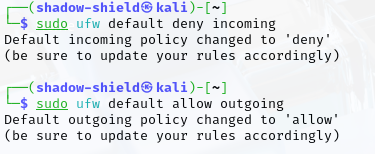 ┌──(shadow-shield㉿kali)-[~]
└─$ sudo ufw default deny incoming
Default incoming policy changed to 'deny'
(be sure to update your rules accordingly)
┌──(shadow-shield㉿kali)-[~]
└─$ sudo ufw default allow outgoing
Default outgoing policy changed to 'allow'
(be sure to update your rules accordingly)